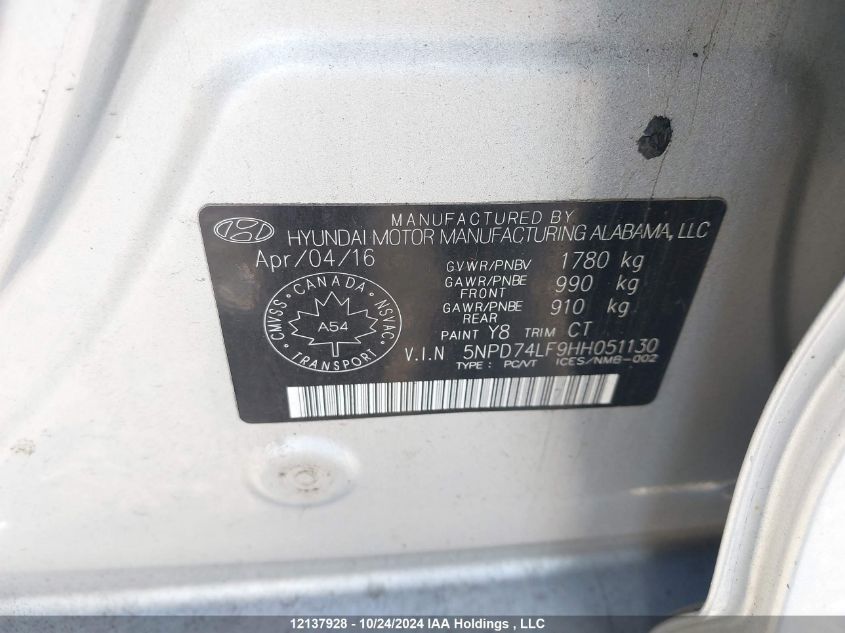 MANUFACTURED BY
HYUNDAI MOTOR MANUFACTURING ALABAMA, LLC
Apr/04/16
GVWR/PNBV 1780 kg
GAWR/PNBE FRONT 990 kg
GAWR/PNBE REAR 910 kg
PAINT Y8 TRIM CT
V.I.N 5NPD74LF9HH051130
TYPE : PC/VT ICES/NMB-002
CMVSS · CANADA · NSVAC
A54
TRANSPORT
12137928 - 10/24/2024 IAA Holdings , LLC